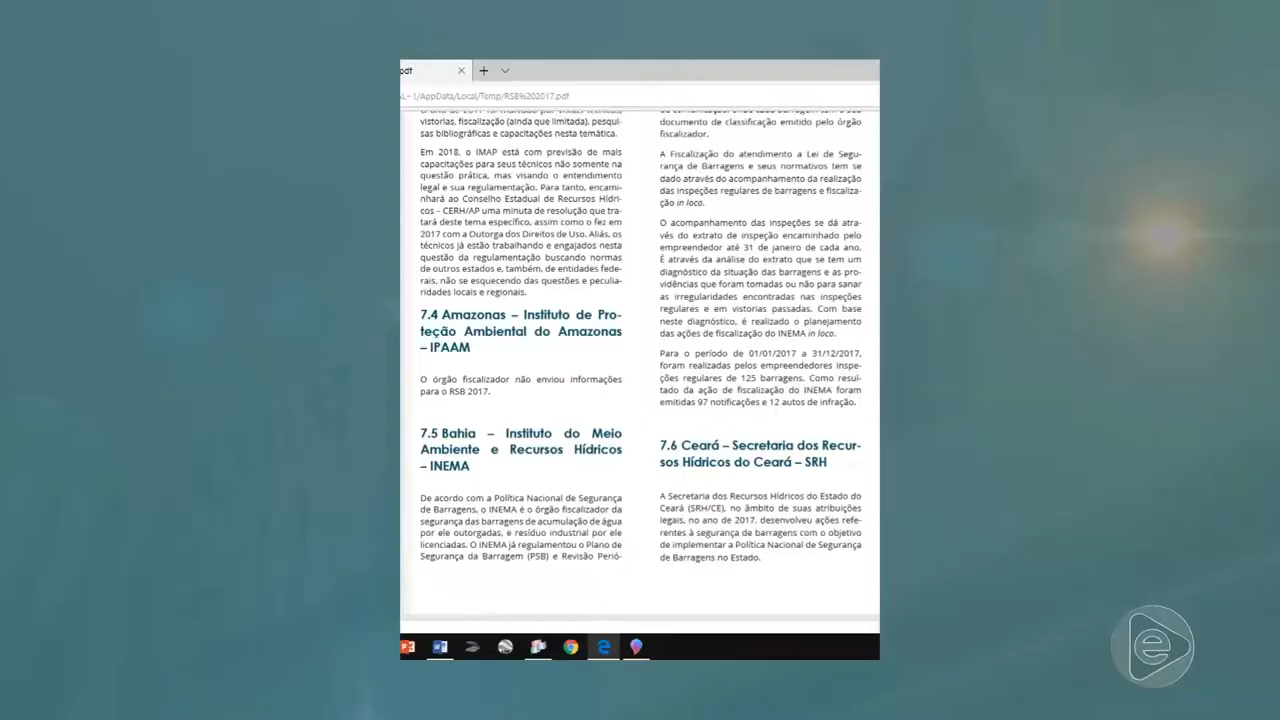 pdf
AL~1/AppData/Local/Temp/RSB%202017.pdf
vistorias, fiscalização (ainda que limitada), pesqui-
sas bibliográficas e capacitações nesta temática.
Em 2018, o IMAP está com previsão de mais
capacitações para seus técnicos não somente na
questão prática, mas visando o entendimento
legal e sua regulamentação. Para tanto, encami-
nhará ao Conselho Estadual de Recursos Hídri-
cos – CERH/AP uma minuta de resolução que tra-
tará deste tema específico, assim como o fez em
2017 com a Outorga dos Direitos de Uso. Aliás, os
técnicos já estão trabalhando e engajados nesta
questão da regulamentação buscando normas
de outros estados e, também, de entidades fede-
rais, não se esquecendo das questões e peculia-
ridades locais e regionais.
7.4 Amazonas – Instituto de Pro-
teção Ambiental do Amazonas
– IPAAM
O órgão fiscalizador não enviou informações
para o RSB 2017.
7.5 Bahia – Instituto do Meio
Ambiente e Recursos Hídricos
– INEMA
De acordo com a Política Nacional de Segurança
de Barragens, o INEMA é o órgão fiscalizador da
segurança das barragens de acumulação de água
por ele outorgadas, e resíduo industrial por ele
licenciadas. O INEMA já regulamentou o Plano de
Segurança da Barragem (PSB) e Revisão Perió-
documento de classificação emitido pelo órgão
fiscalizador.
A Fiscalização do atendimento a Lei de Segu-
rança de Barragens e seus normativos tem se
dado através do acompanhamento da realização
das inspeções regulares de barragens e fiscaliza-
ção in loco.
O acompanhamento das inspeções se dá atra-
vés do extrato de inspeção encaminhado pelo
empreendedor até 31 de janeiro de cada ano.
É através da análise do extrato que se tem um
diagnóstico da situação das barragens e as pro-
vidências que foram tomadas ou não para sanar
as irregularidades encontradas nas inspeções
regulares e em vistorias passadas. Com base
neste diagnóstico, é realizado o planejamento
das ações de fiscalização do INEMA in loco.
Para o período de 01/01/2017 a 31/12/2017,
foram realizadas pelos empreendedores inspe-
ções regulares de 125 barragens. Como resul-
tado da ação de fiscalização do INEMA foram
emitidas 97 notificações e 12 autos de infração.
7.6 Ceará – Secretaria dos Recur-
sos Hídricos do Ceará – SRH
A Secretaria dos Recursos Hídricos do Estado do
Ceará (SRH/CE), no âmbito de suas atribuições
legais, no ano de 2017, desenvolveu ações refe-
rentes à segurança de barragens com o objetivo
de implementar a Política Nacional de Segurança
de Barragens no Estado.